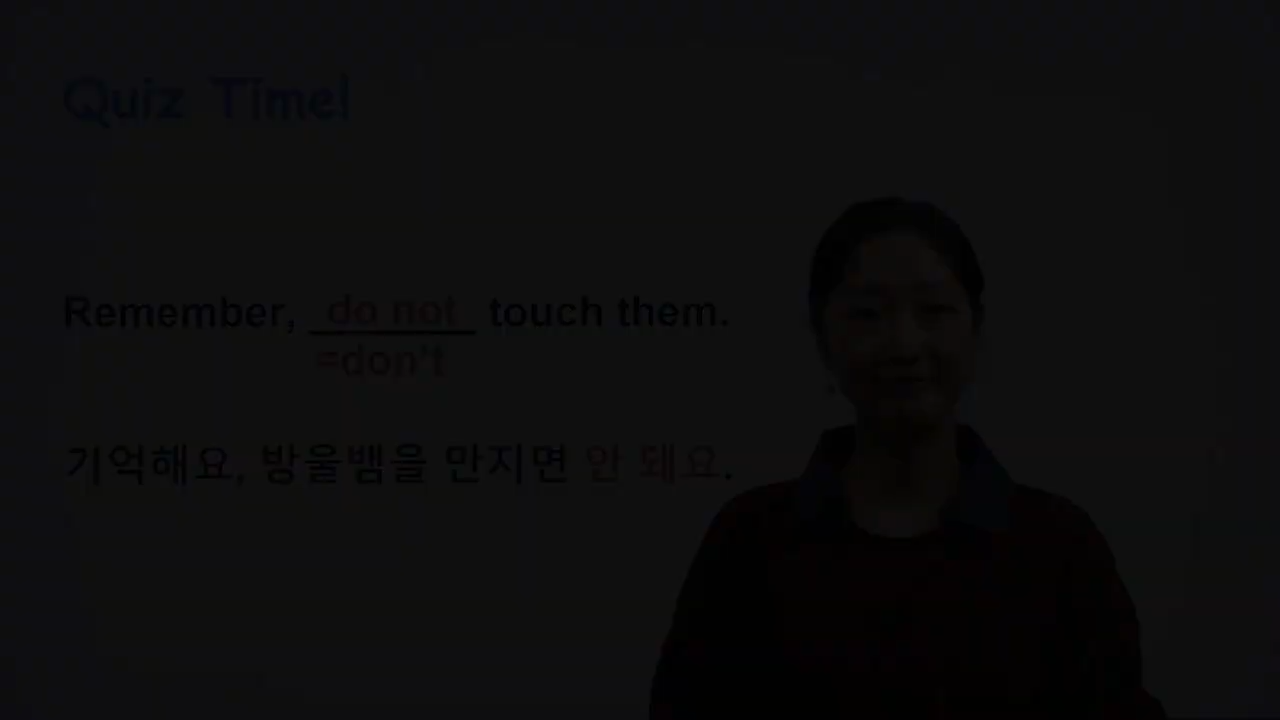 Quiz Time!
Remember, do not touch them.
=don't
기억해요, 방울뱀을 만지면 안 돼요.